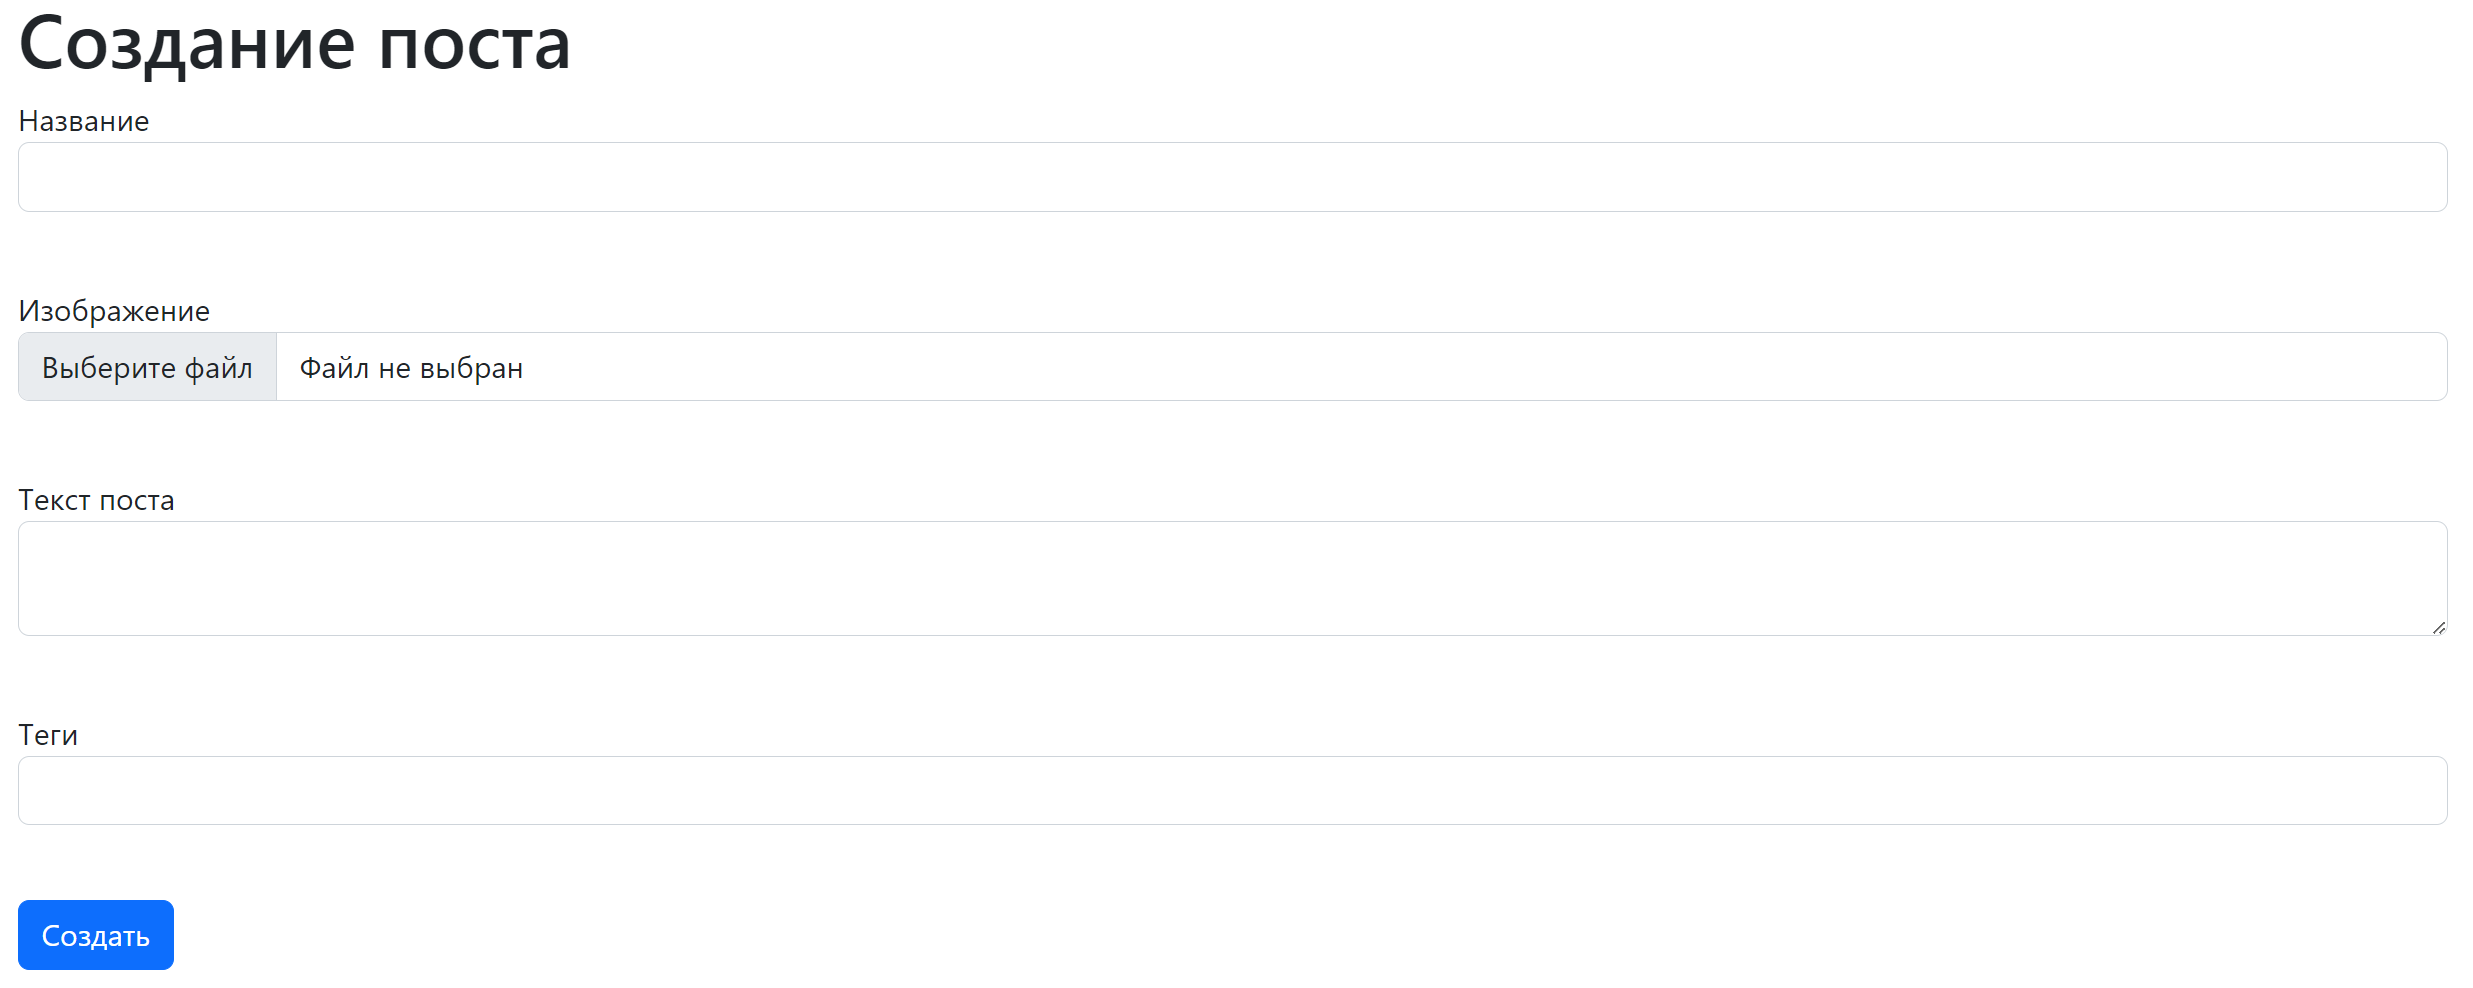 Создание поста
Название
Изображение
Выберите файл Файл не выбран
Текст поста
Теги
Создать